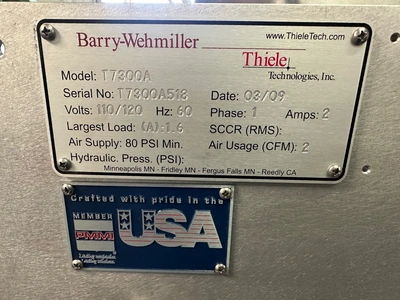 Barry-Wehmiller
www.ThieleTech.com
Thiele
Technologies, Inc.
Model: T7300A
Serial No: T7300A518 Date: 03/09
Volts: 110/120 Hz: 60 Phase: 1 Amps: 2
Largest Load: (A): 1.6 SCCR (RMS):
Air Supply: 80 PSI Min. Air Usage (CFM): 2
Hydraulic. Press. (PSI):
Minneapolis MN - Fridley MN - Fergus Falls MN - Reedly CA
Crafted with pride in the
MEMBER
PMMI
USA